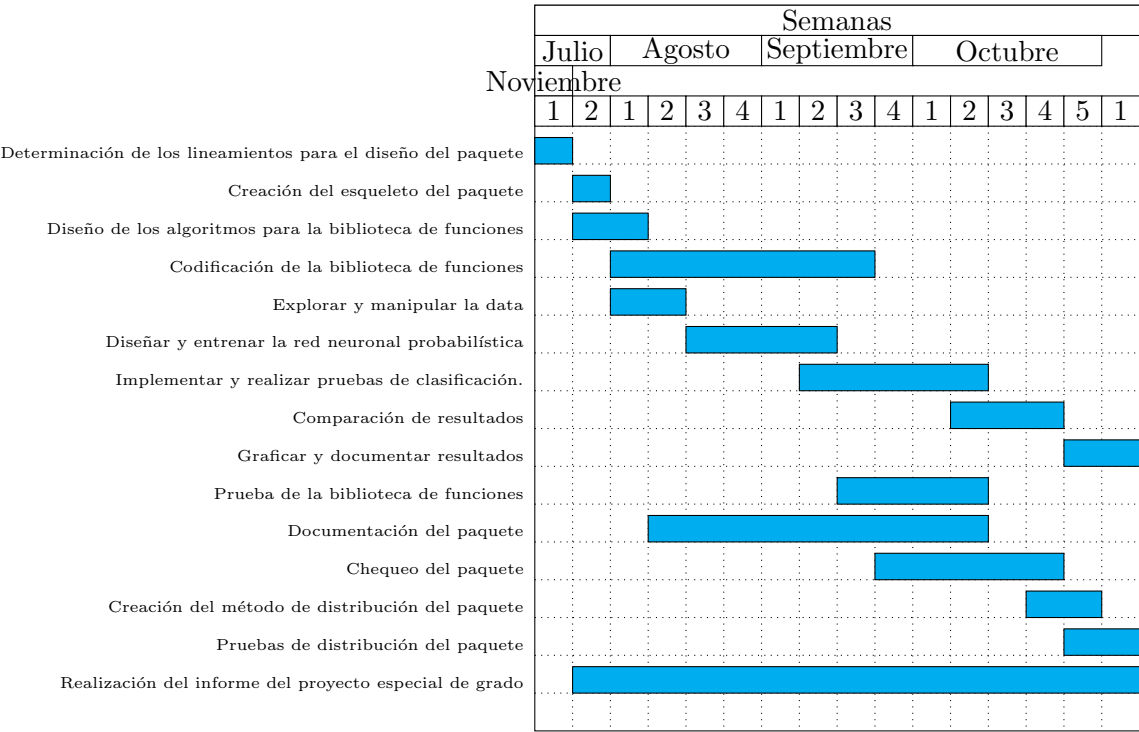 Semanas
Julio Agosto Septiembre Octubre
Noviembre
1 2 1 2 3 4 1 2 3 4 1 2 3 4 5 1
Determinación de los lineamientos para el diseño del paquete
Creación del esqueleto del paquete
Diseño de los algoritmos para la biblioteca de funciones
Codificación de la biblioteca de funciones
Explorar y manipular la data
Diseñar y entrenar la red neuronal probabilística
Implementar y realizar pruebas de clasificación.
Comparación de resultados
Graficar y documentar resultados
Prueba de la biblioteca de funciones
Documentación del paquete
Chequeo del paquete
Creación del método de distribución del paquete
Pruebas de distribución del paquete
Realización del informe del proyecto especial de grado